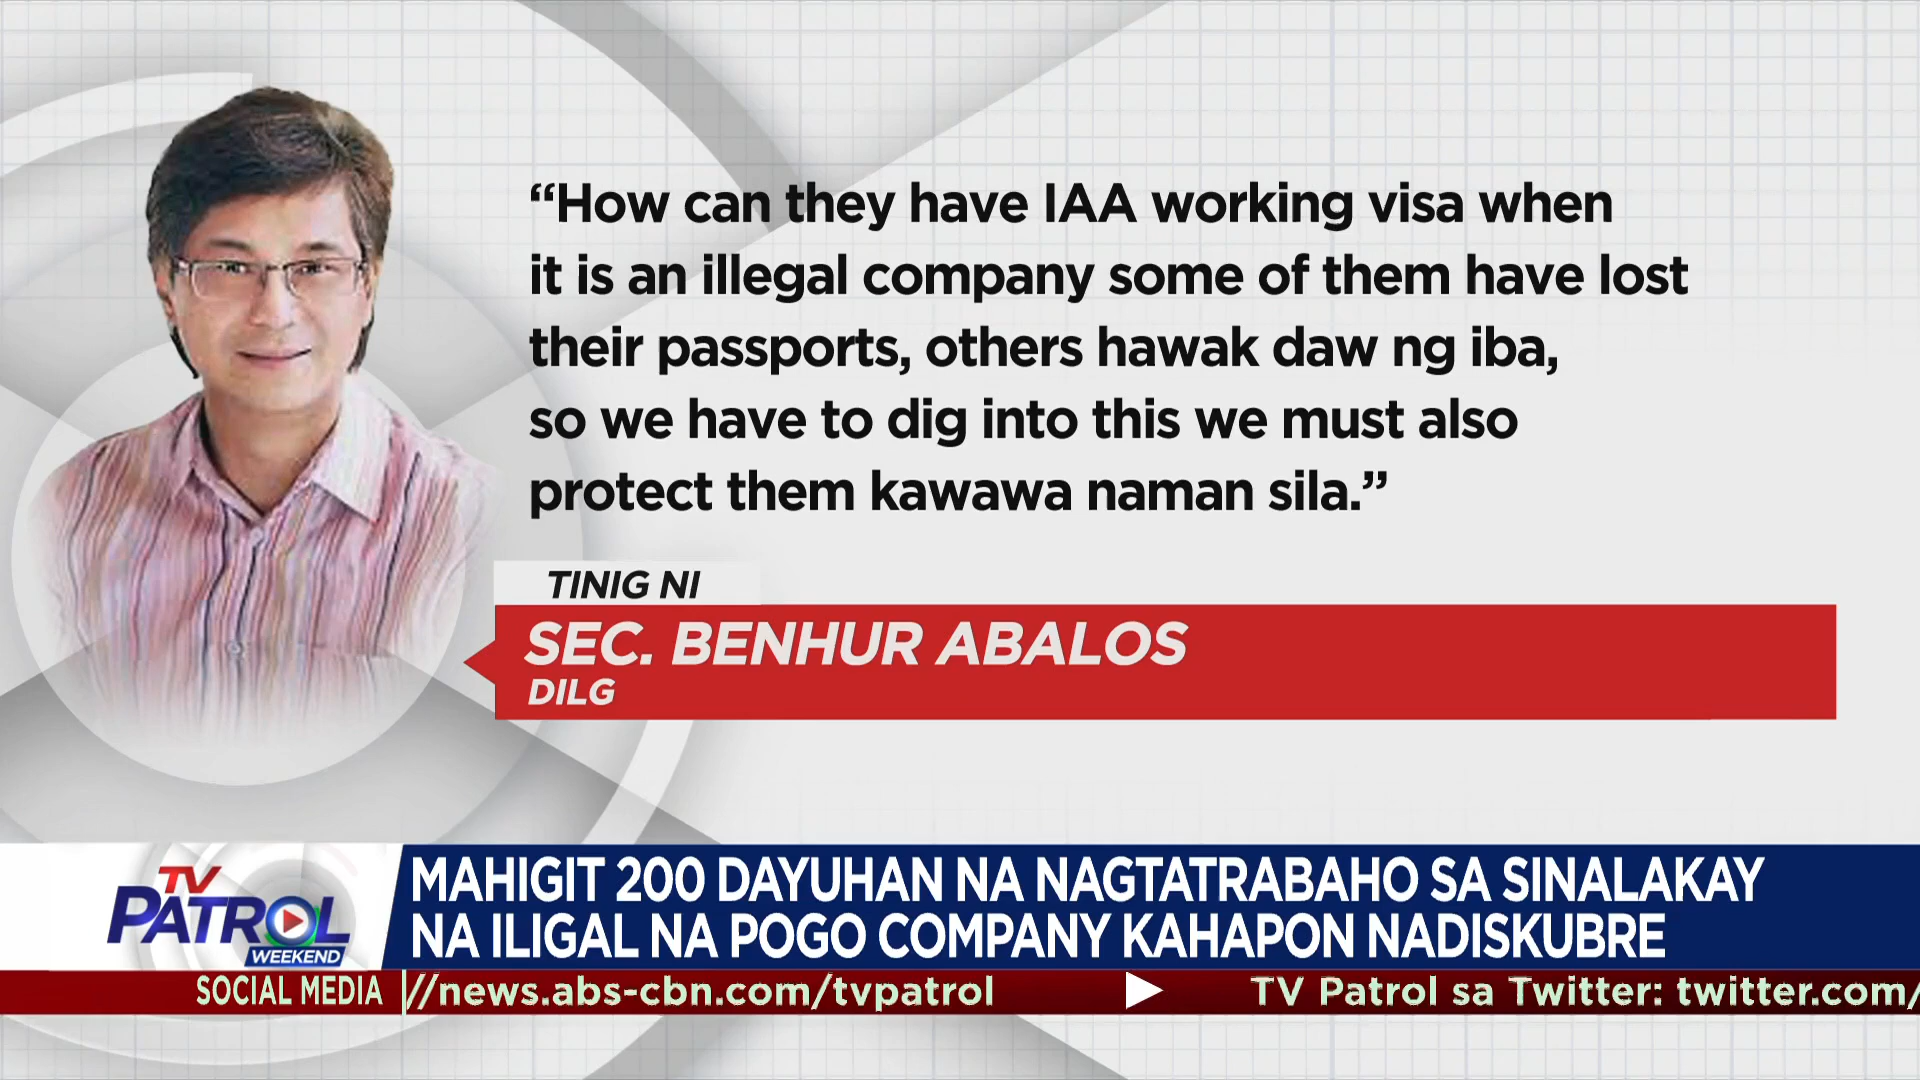 “How can they have IAA working visa when
it is an illegal company some of them have lost
their passports, others hawak daw ng iba,
so we have to dig into this we must also
protect them kawawa naman sila.”
TINIG NI
SEC. BENHUR ABALOS
DILG
TV
PATROL
WEEKEND
MAHIGIT 200 DAYUHAN NA NAGTATRABAHO SA SINALAKAY
NA ILIGAL NA POGO COMPANY KAHAPON NADISKUBRE
SOCIAL MEDIA //news.abs-cbn.com/tvpatrol TV Patrol sa Twitter: twitter.com/